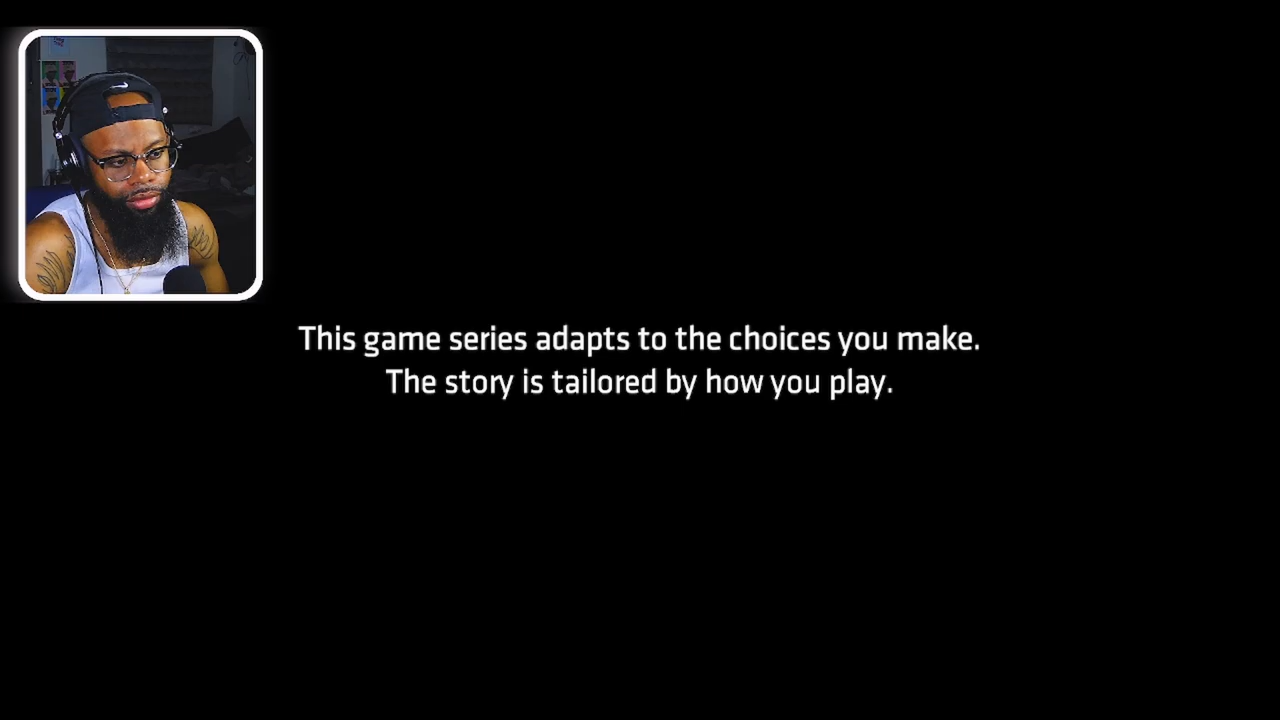 This game series adapts to the choices you make.
The story is tailored by how you play.